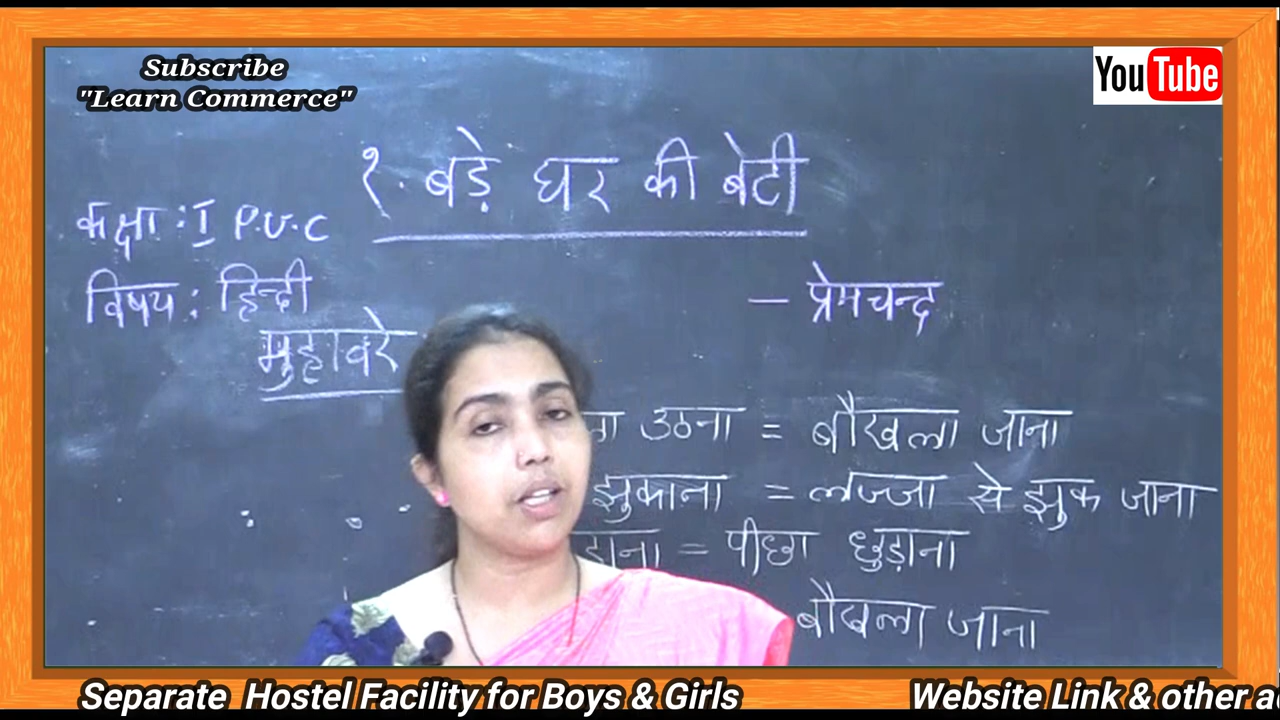 Subscribe
"Learn Commerce"
YouTube
१. बड़े घर की बेटी
कक्षा : I P.U.C
विषय : हिन्दी
– प्रेमचन्द
मुहावरे
उठना = बौखला जाना
झुकाना = लज्जा से झुक जाना
= पीछा छुड़ाना
बौखला जाना
Separate Hostel Facility for Boys & Girls
Website Link & other